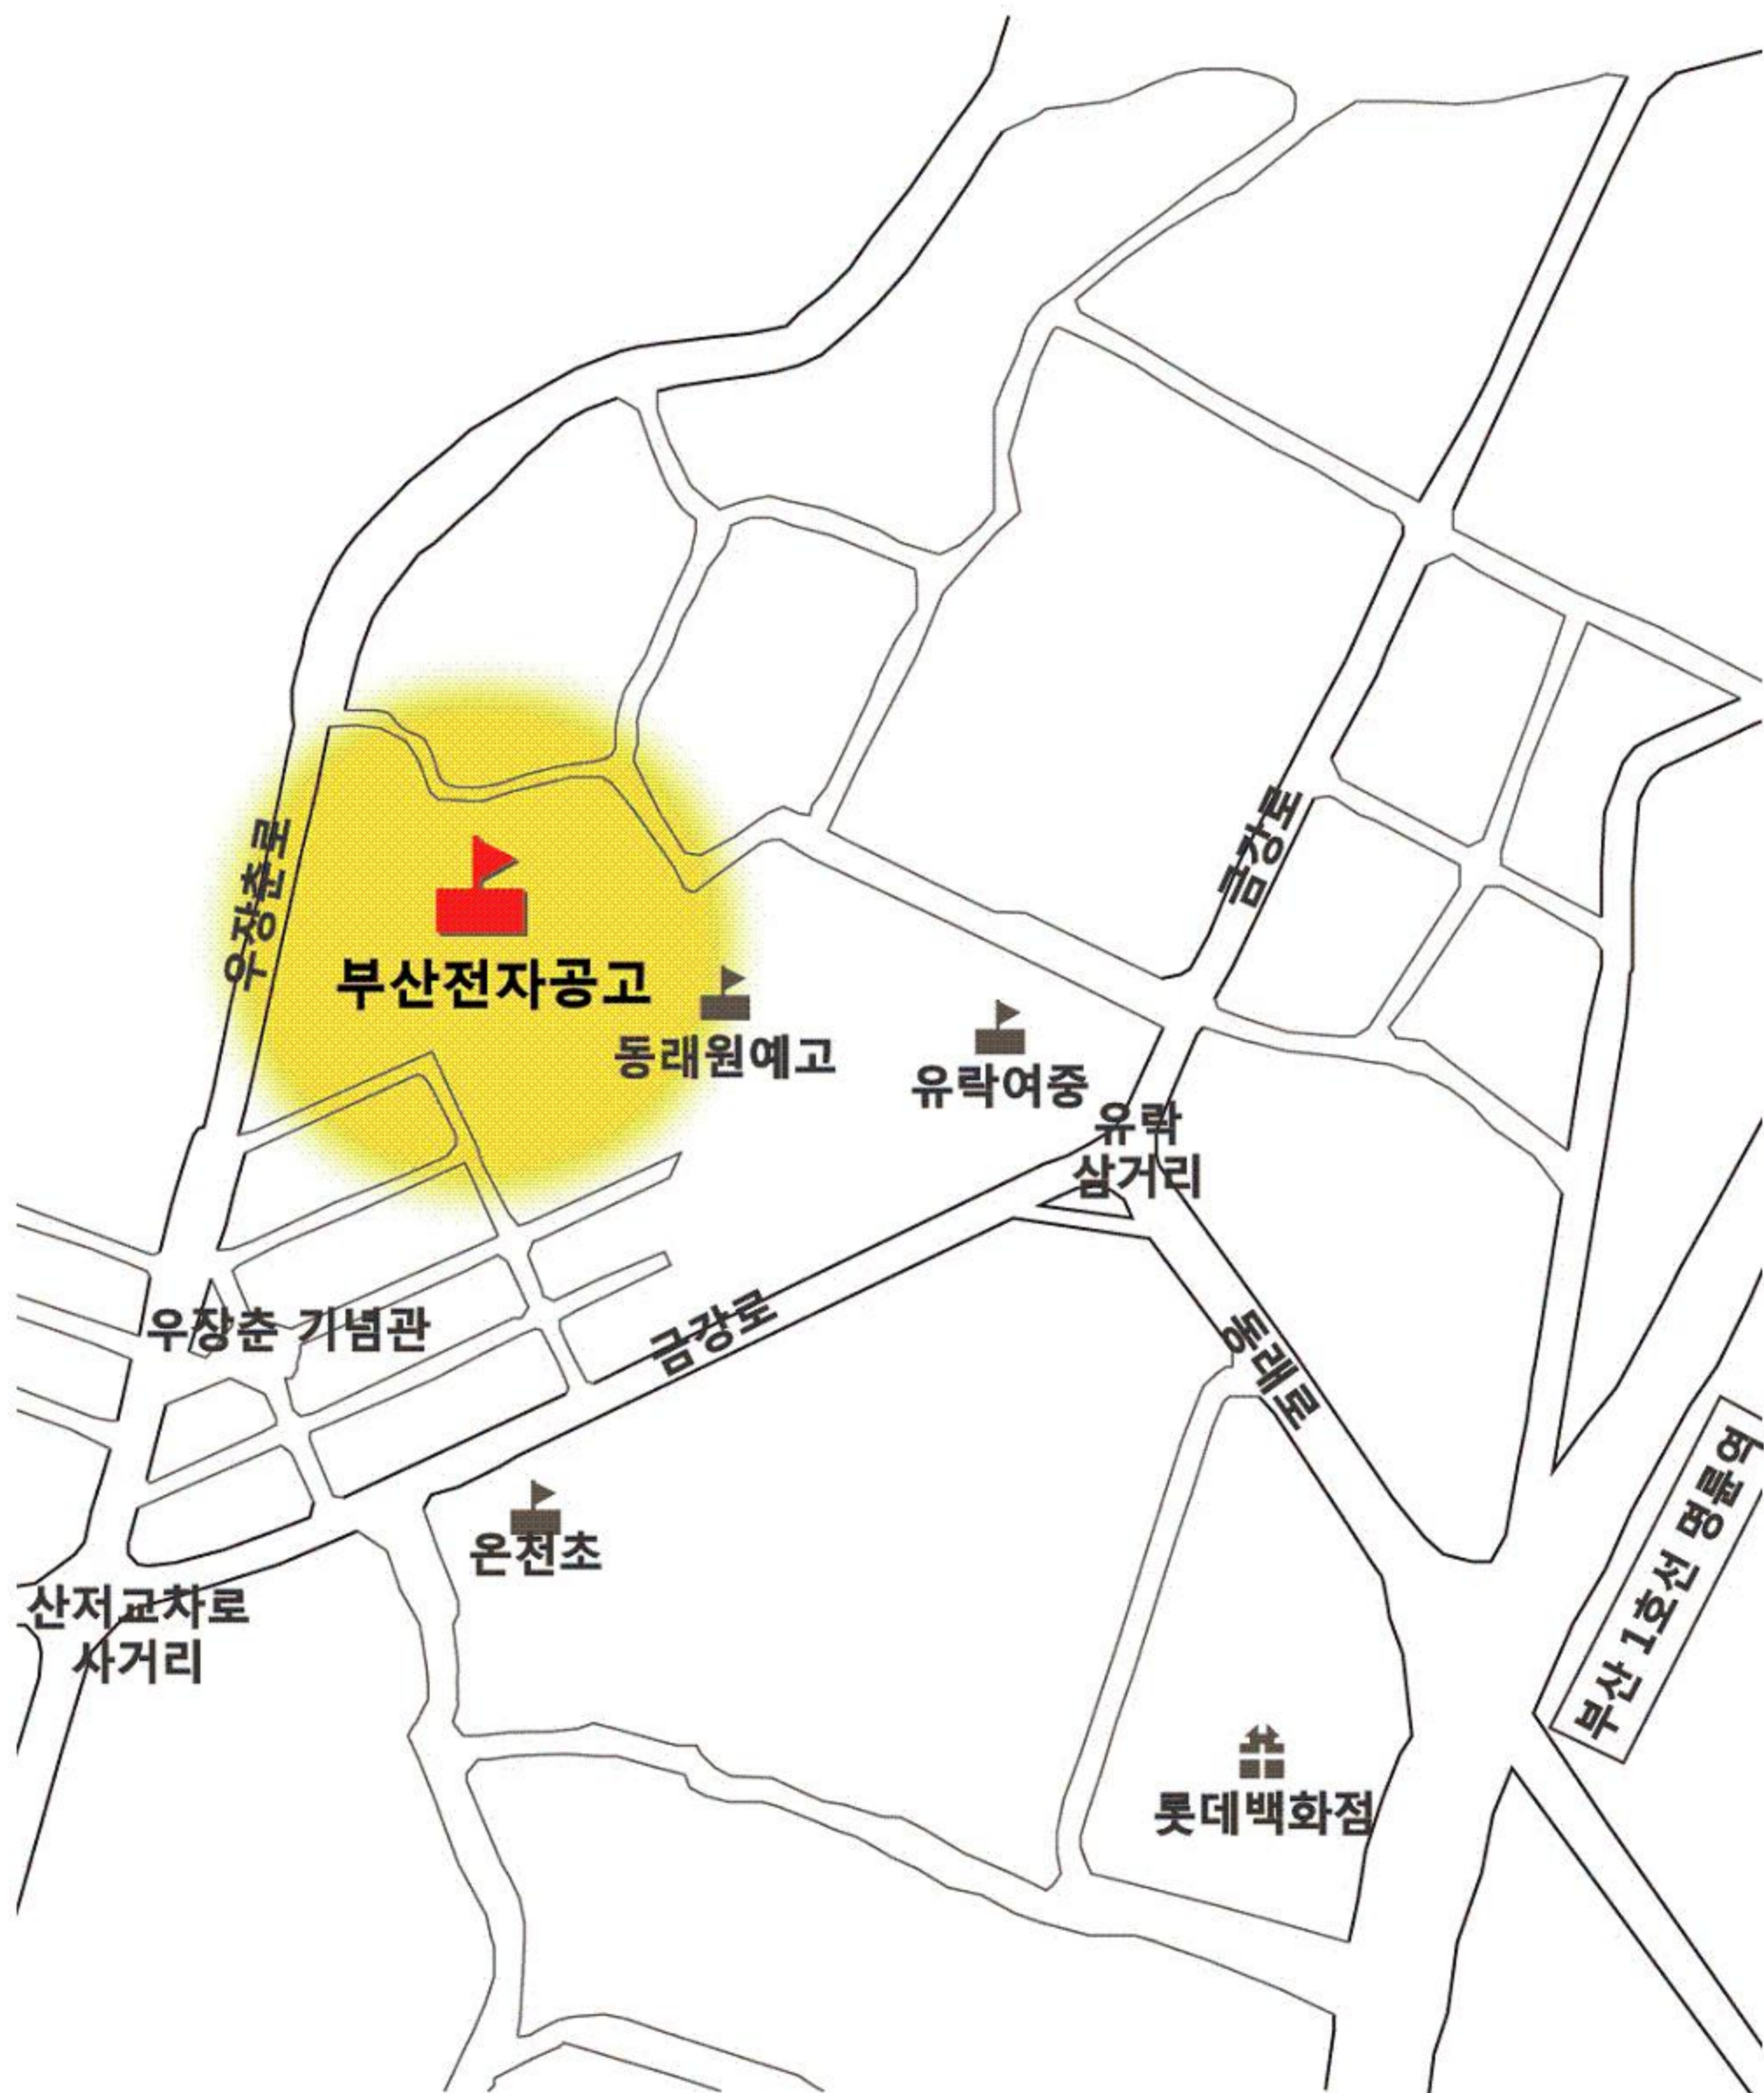 우장춘로
금강로
부산전자공고
동래원예고
유락여중
유락
삼거리
우장춘 기념관
금강로
동래로
온천초
산저교차로
사거리
부산 1호선 명륜역
롯데백화점